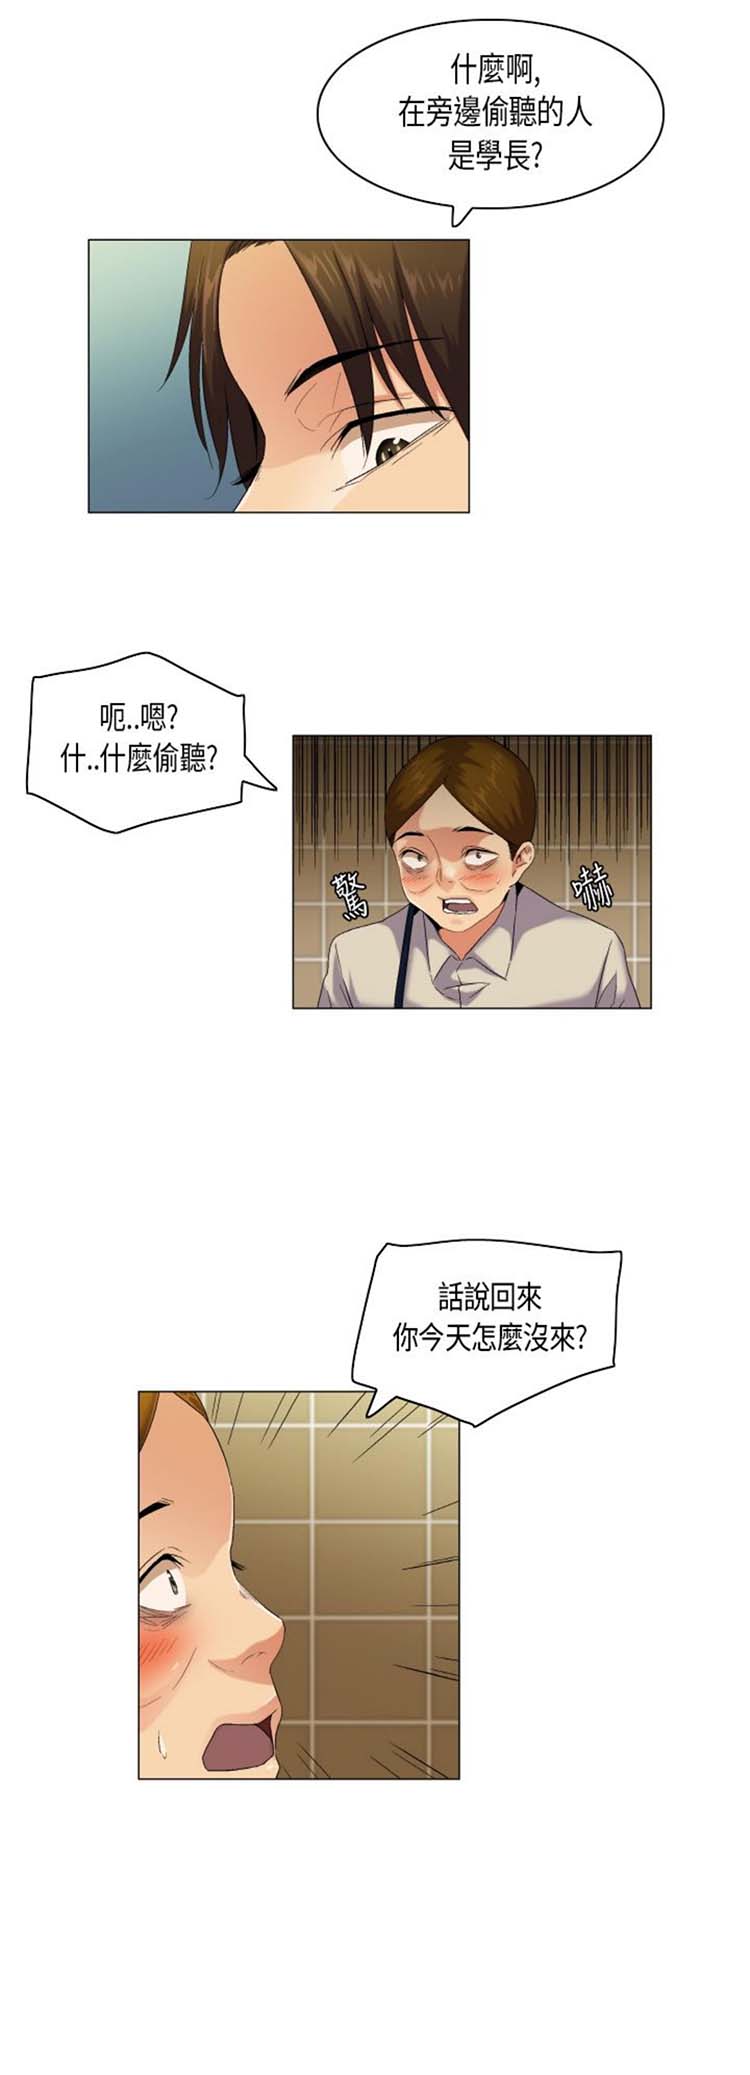 什麼啊,
在旁邊偷聽的人
是學長?
呃..嗯?
什..什麼偷聽?
驚
嚇
話說回來
你今天怎麼沒來?